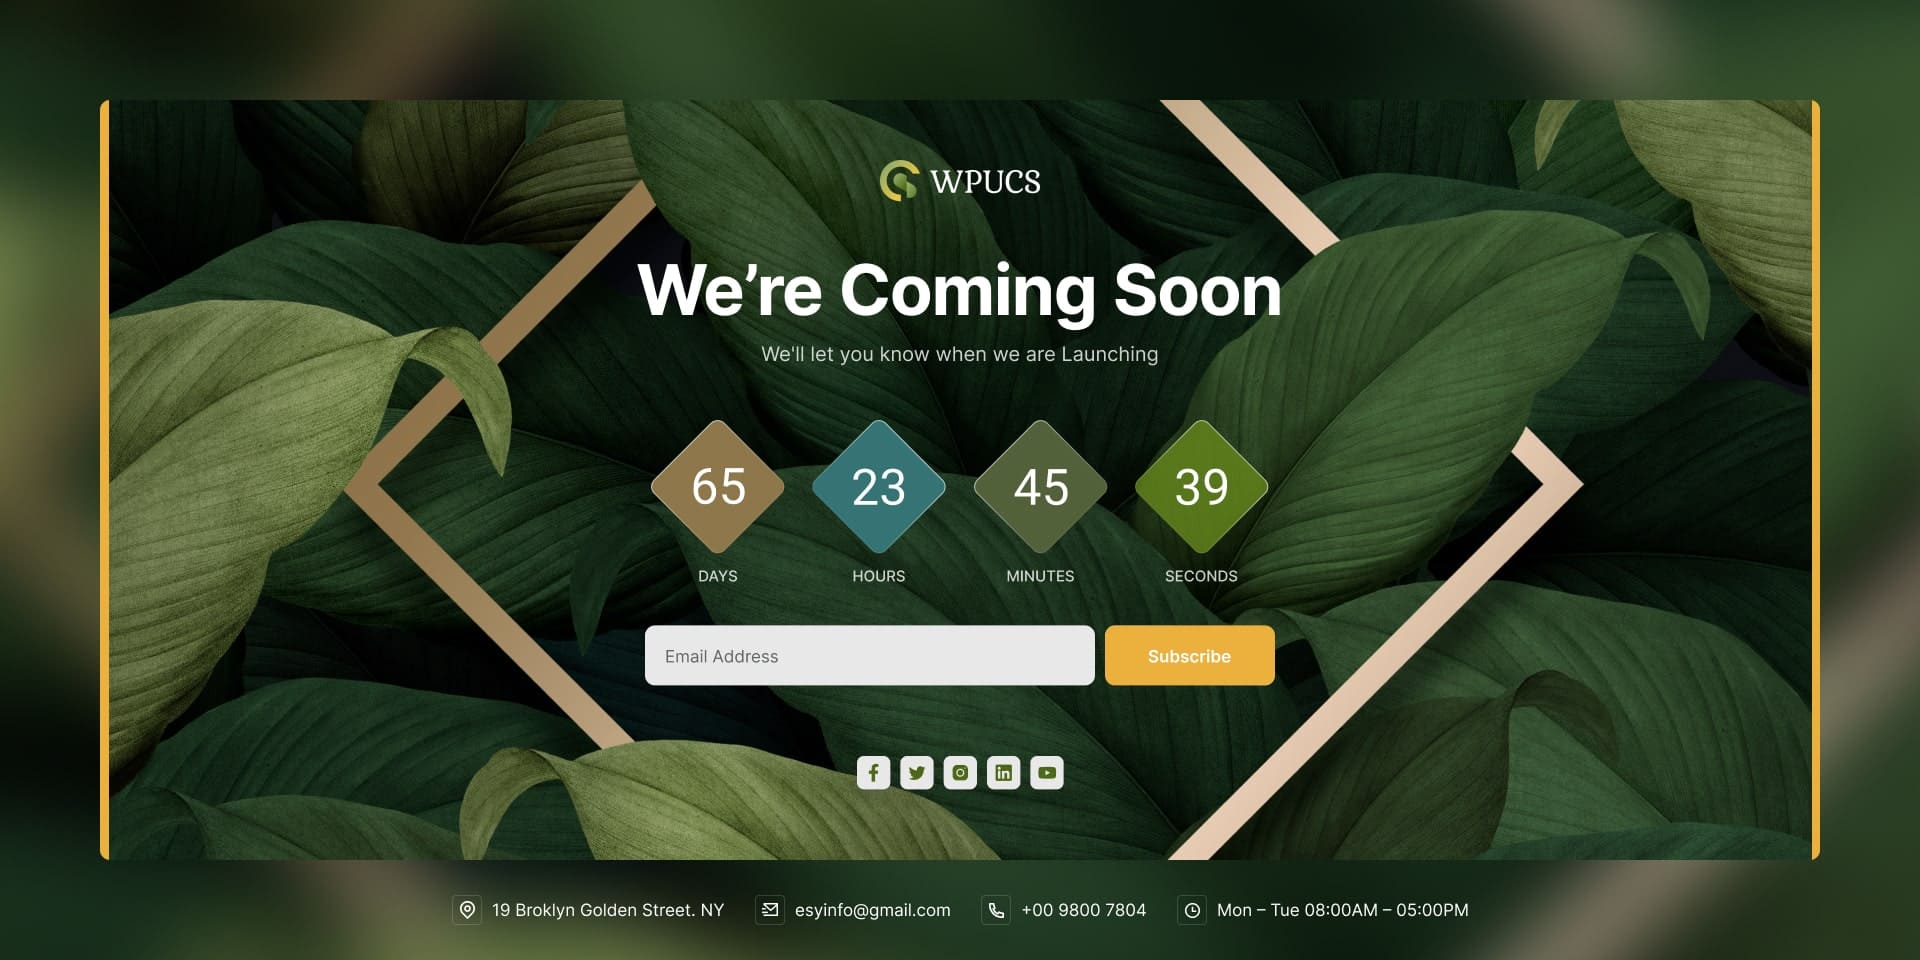 WPUCS
We’re Coming Soon
We'll let you know when we are Launching
65 23 45 39
DAYS HOURS MINUTES SECONDS
Email Address Subscribe
19 Broklyn Golden Street. NY esyinfo@gmail.com +00 9800 7804 Mon – Tue 08:00AM – 05:00PM